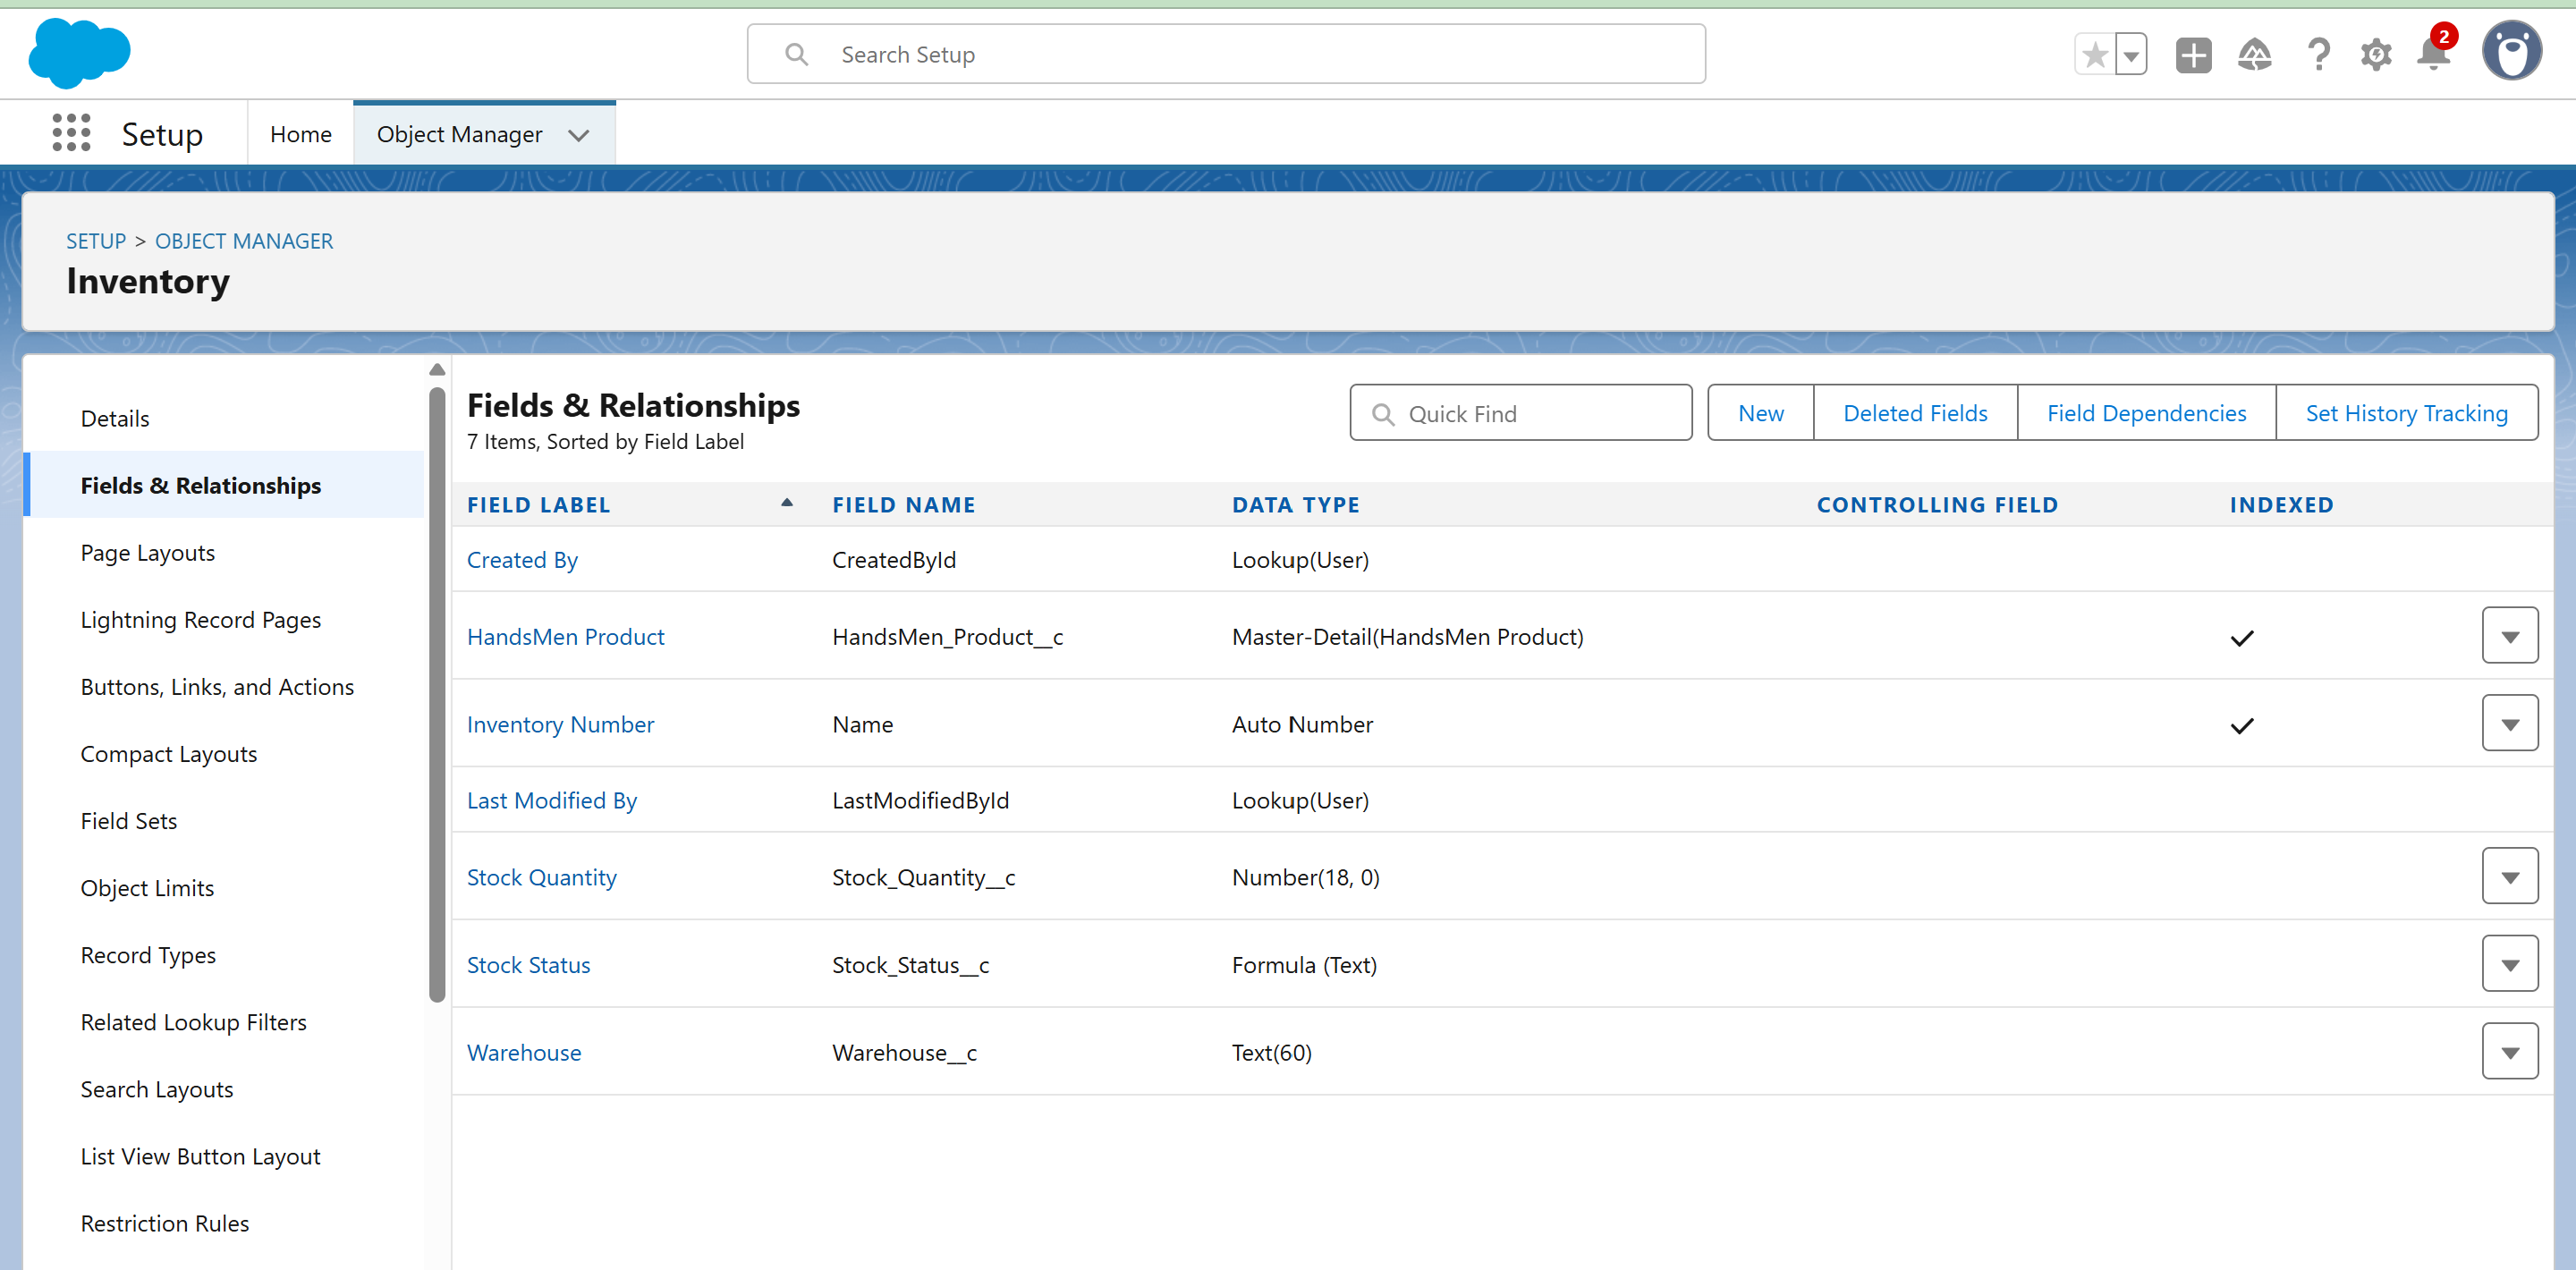 Search Setup
2
Setup
Home
Object Manager
SETUP > OBJECT MANAGER
Inventory
Details
Fields & Relationships
Page Layouts
Lightning Record Pages
Buttons, Links, and Actions
Compact Layouts
Field Sets
Object Limits
Record Types
Related Lookup Filters
Search Layouts
List View Button Layout
Restriction Rules
Fields & Relationships
7 Items, Sorted by Field Label
Quick Find
New
Deleted Fields
Field Dependencies
Set History Tracking
FIELD LABEL FIELD NAME DATA TYPE CONTROLLING FIELD INDEXED
Created By CreatedById Lookup(User)
HandsMen Product HandsMen_Product__c Master-Detail(HandsMen Product)
Inventory Number Name Auto Number
Last Modified By LastModifiedById Lookup(User)
Stock Quantity Stock_Quantity__c Number(18, 0)
Stock Status Stock_Status__c Formula (Text)
Warehouse Warehouse__c Text(60)